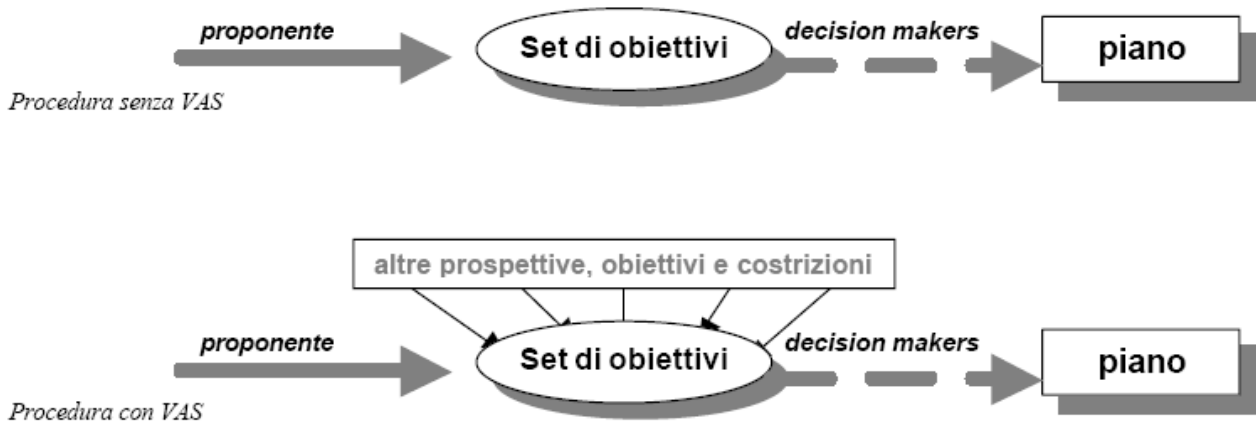 proponente
Set di obiettivi
decision makers
piano
Procedura senza VAS
altre prospettive, obiettivi e costrizioni
proponente
Set di obiettivi
decision makers
piano
Procedura con VAS